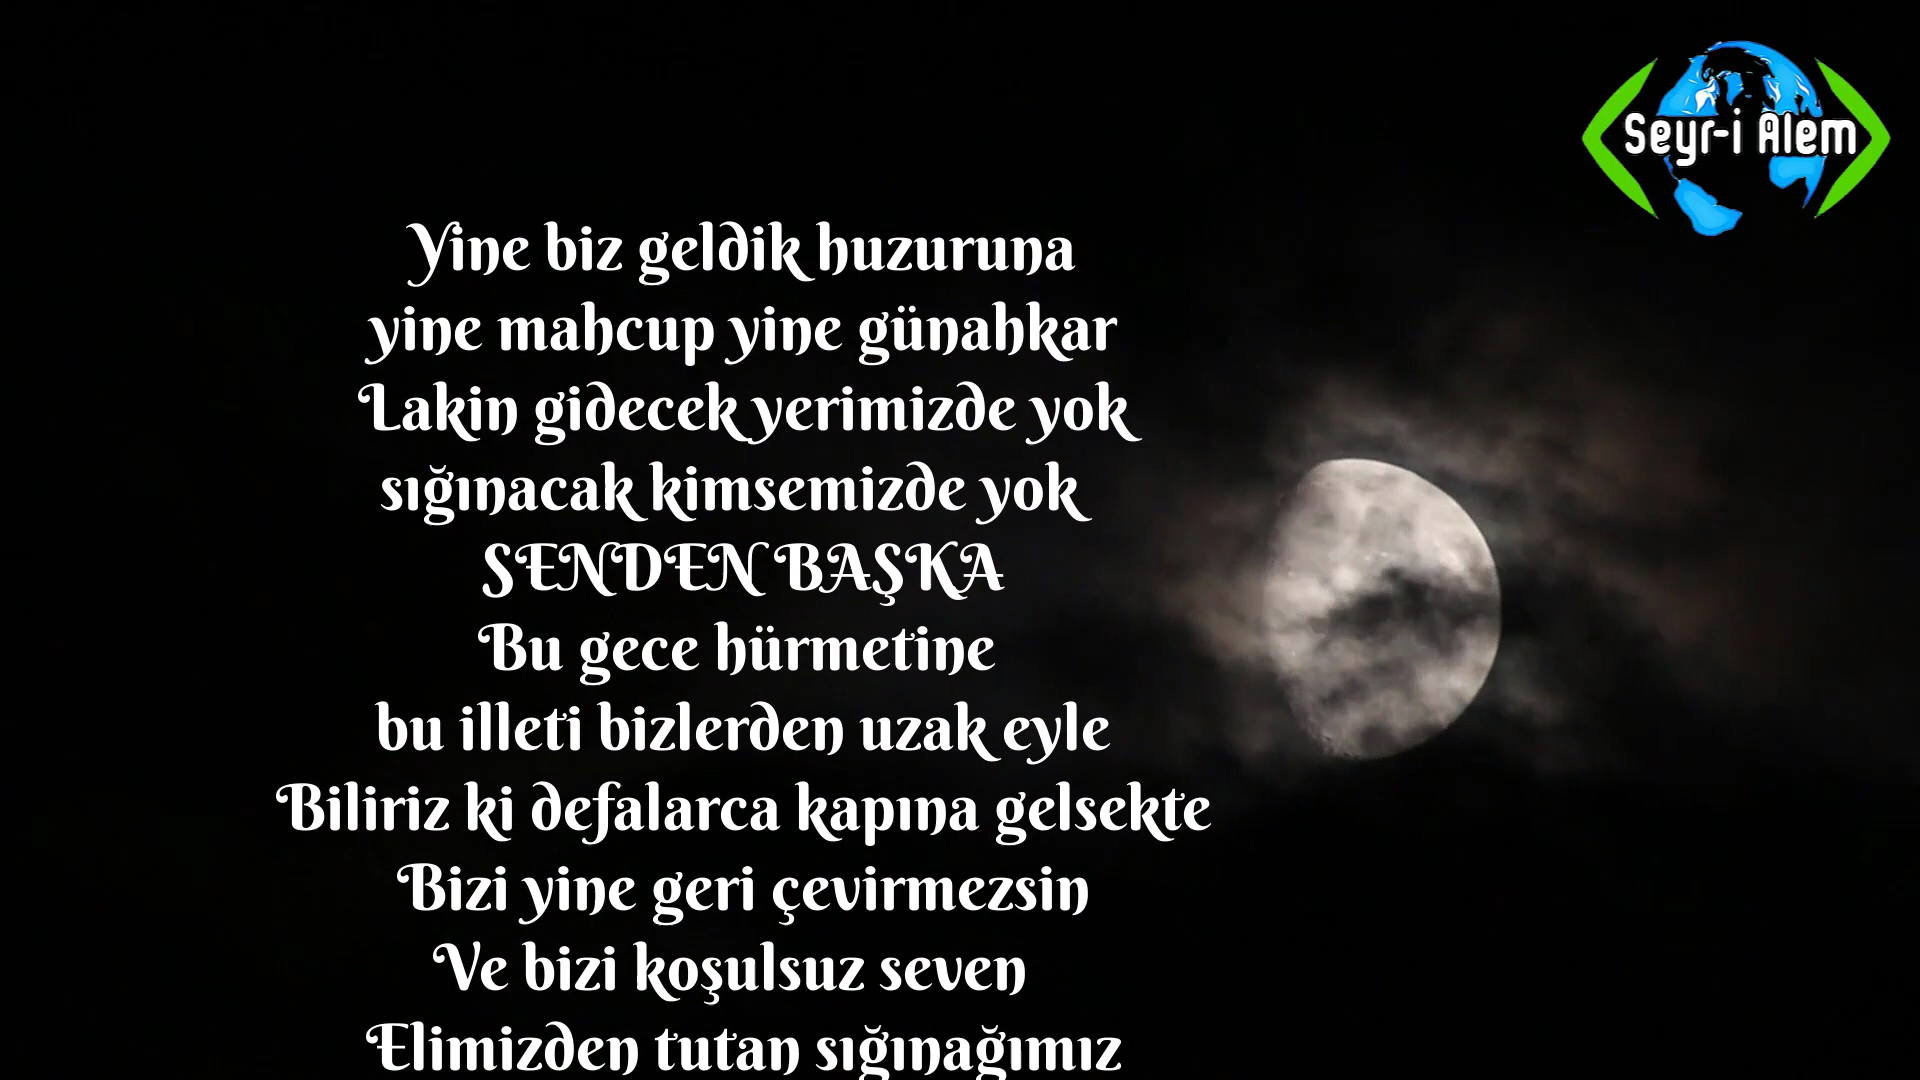 Seyr-i Alem
Yine biz geldik huzuruna
yine mahcup yine günahkar
Lakin gidecek yerimizde yok
sığınacak kimsemizde yok
SENDEN BAŞKA
Bu gece hürmetine
bu illeti bizlerden uzak eyle
Biliriz ki defalarca kapına gelsekte
Bizi yine geri çevirmezsin
Ve bizi koşulsuz seven
Elimizden tutan sığınağımız